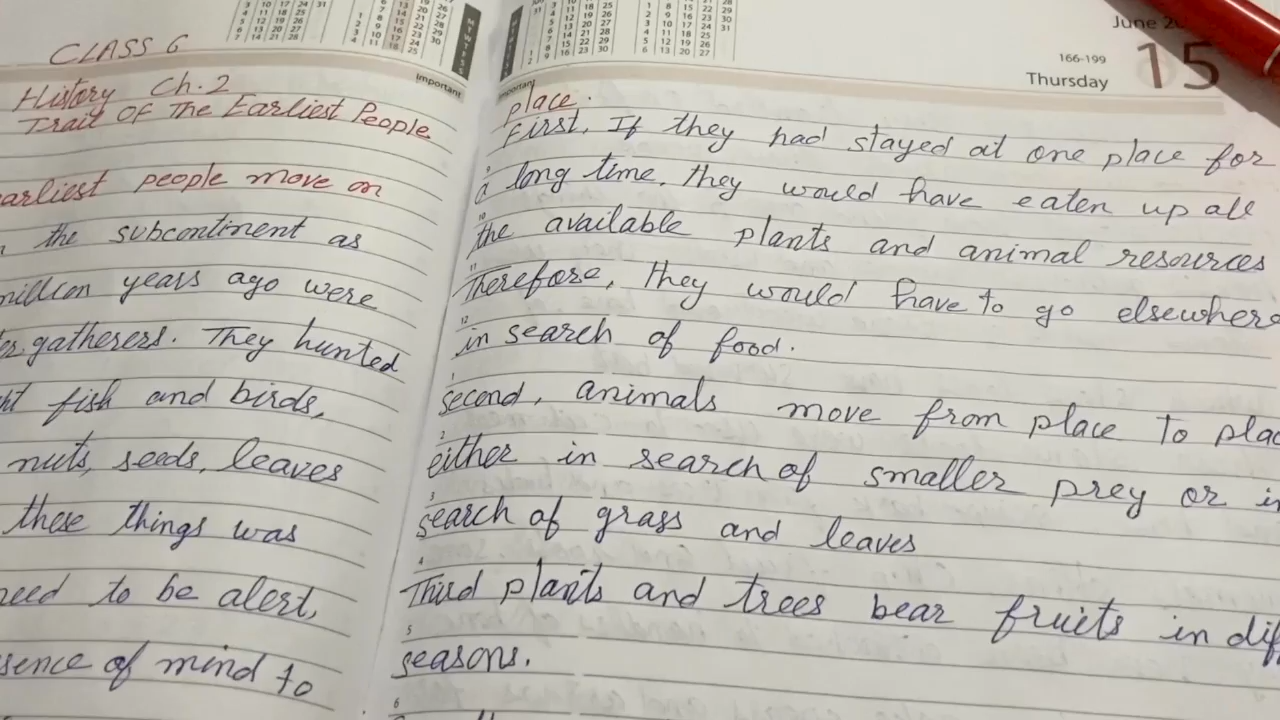 CLASS 6
History Ch.2
Trail Of The Earliest People
earliest people move on
the subcontinent as
million years ago were
gatherers. They hunted
fish and birds,
nuts, seeds, leaves
these things was
need to be alert,
of mind to
Important
June
166-199
Thursday 15
Important
place.
First, If they had stayed at one place for
a long time, they would have eaten up all
the available plants and animal resources
Therefore, they would have to go elsewhere
in search of food.
second, animals move from place to plac
either in search of smaller prey or in
search of grass and leaves
Third plants and trees bear fruits in
seasons.